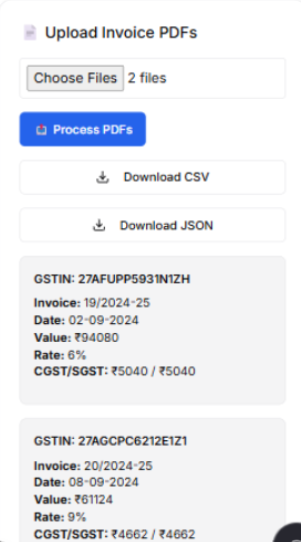 Upload Invoice PDFs
Choose Files 2 files
Process PDFs
Download CSV
Download JSON
GSTIN: 27AFUPP5931N1ZH
Invoice: 19/2024-25
Date: 02-09-2024
Value: ₹94080
Rate: 6%
CGST/SGST: ₹5040 / ₹5040
GSTIN: 27AGCPC6212E1Z1
Invoice: 20/2024-25
Date: 08-09-2024
Value: ₹61124
Rate: 9%
CGST/SGST: ₹4662 / ₹4662